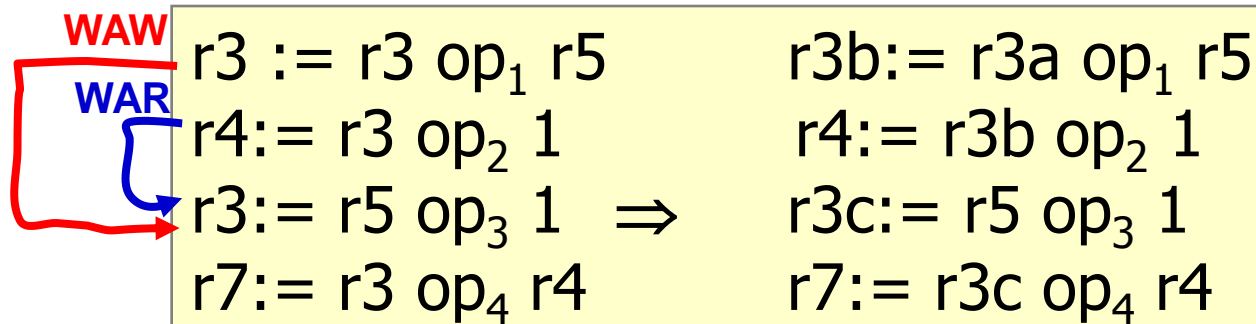 WAW
r3 := r3 op₁ r5 r3b:= r3a op₁ r5
WAR
r4:= r3 op₂ 1 r4:= r3b op₂ 1
r3:= r5 op₃ 1 ⇒ r3c:= r5 op₃ 1
r7:= r3 op₄ r4 r7:= r3c op₄ r4